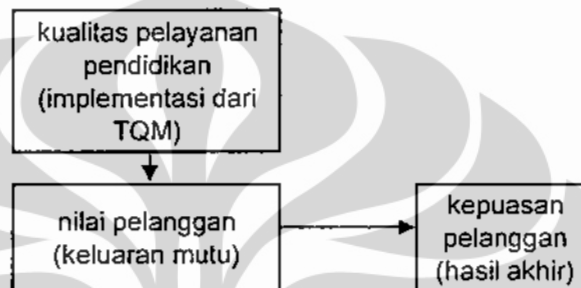 kualitas pelayanan
pendidikan
(implementasi dari
TQM)
nilai pelanggan
(keluaran mutu)
kepuasan
pelanggan
(hasil akhir)